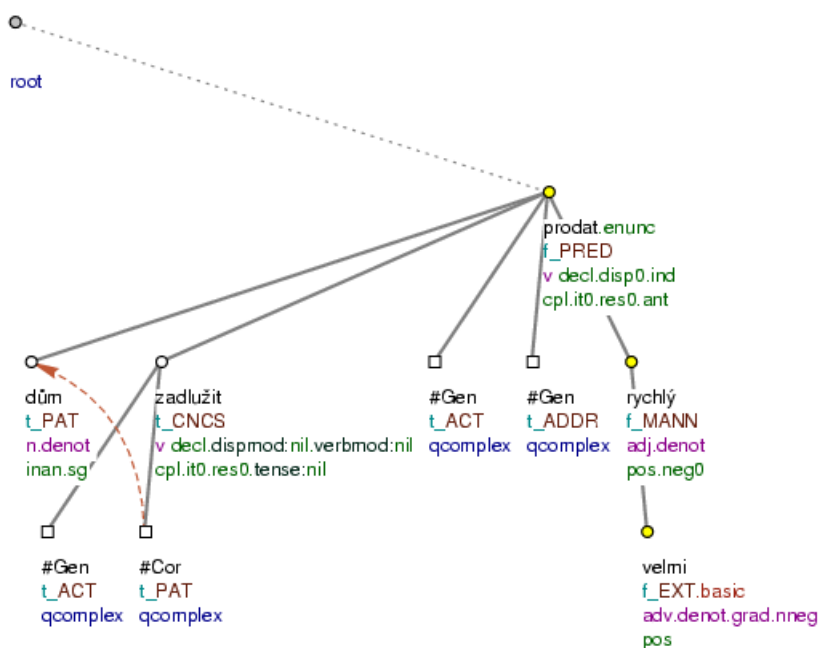 root
prodat.enunc
f_PRED
v decl.disp0.ind
cpl.it0.res0.ant
dům
t_PAT
n.denot
inan.sg
zadlužit
t_CNCS
v decl.dispmod:nil.verbmod:nil
cpl.it0.res0.tense:nil
#Gen
t_ACT
qcomplex
#Gen
t_ADDR
qcomplex
rychlý
f_MANN
adj.denot
pos.neg0
#Gen
t_ACT
qcomplex
#Cor
t_PAT
qcomplex
velmi
f_EXT.basic
adv.denot.grad.nneg
pos